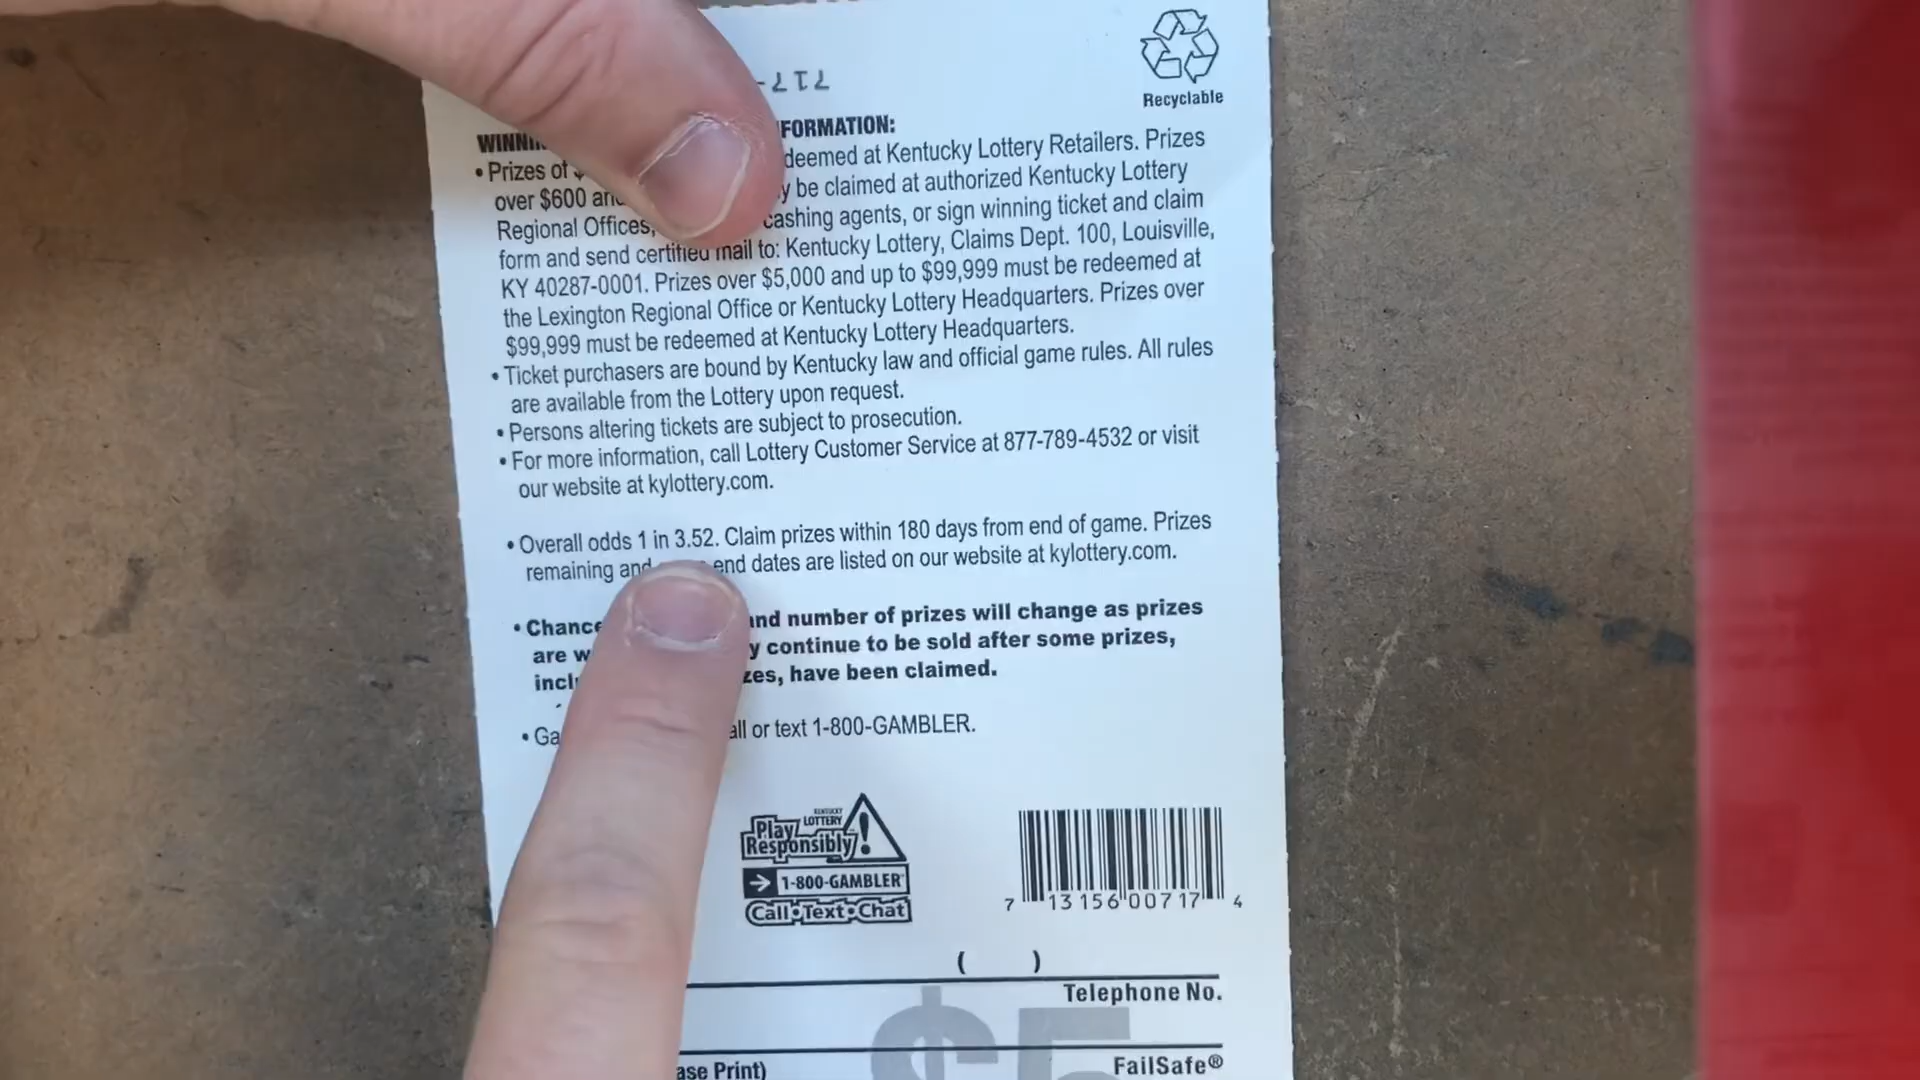 717-
Recyclable
FORMATION:
• Prizes of deemed at Kentucky Lottery Retailers. Prizes
over $600 be claimed at authorized Kentucky Lottery
Regional Offices, cashing agents, or sign winning ticket and claim
form and send certified mail to: Kentucky Lottery, Claims Dept. 100, Louisville,
KY 40287-0001. Prizes over $5,000 and up to $99,999 must be redeemed at
the Lexington Regional Office or Kentucky Lottery Headquarters. Prizes over
$99,999 must be redeemed at Kentucky Lottery Headquarters.
• Ticket purchasers are bound by Kentucky law and official game rules. All rules
are available from the Lottery upon request.
• Persons altering tickets are subject to prosecution.
• For more information, call Lottery Customer Service at 877-789-4532 or visit
our website at kylottery.com.
• Overall odds 1 in 3.52. Claim prizes within 180 days from end of game. Prizes
remaining and end dates are listed on our website at kylottery.com.
• Chance and number of prizes will change as prizes
are continue to be sold after some prizes,
have been claimed.
• or text 1-800-GAMBLER.
KENTUCKY
LOTTERY
Play
Responsibly
1-800-GAMBLER
Call•Text•Chat
7 13156 00717 4
( )
Telephone No.
$5
ase Print)
FailSafe®